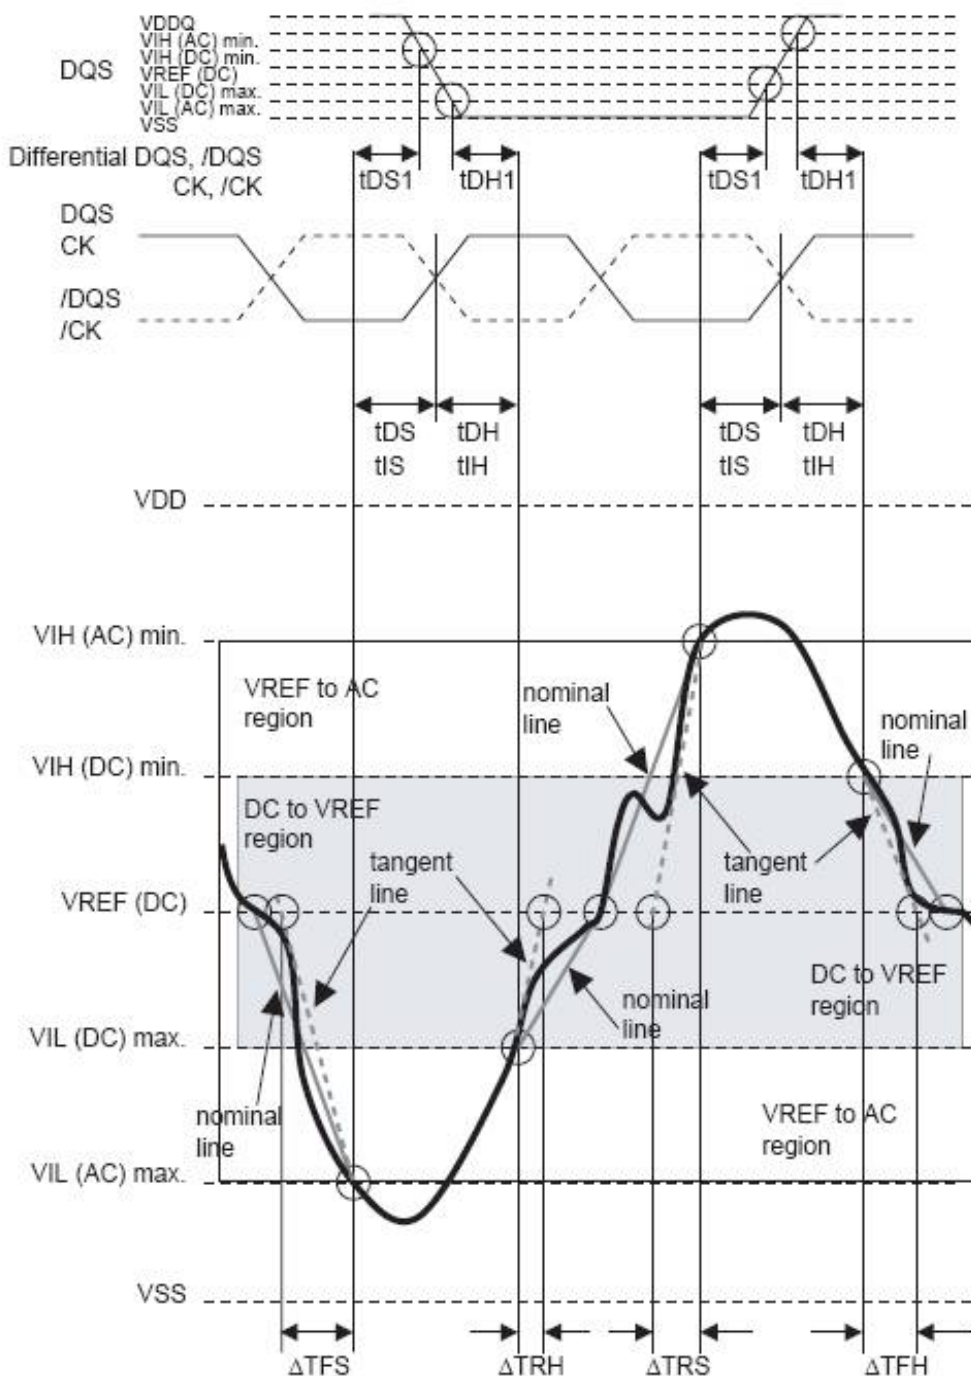 VDDQ
VIH (AC) min.
VIH (DC) min.
DQS
VREF (DC)
VIL (DC) max.
VIL (AC) max.
VSS
Differential DQS, /DQS
CK, /CK
tDS1 tDH1 tDS1 tDH1
DQS
CK
/DQS
/CK
tDS tDH tDS tDH
tIS tIH tIS tIH
VDD
VIH (AC) min.
VREF to AC
region
nominal
line
nominal
line
VIH (DC) min.
DC to VREF
region
tangent
line
tangent
line
VREF (DC)
DC to VREF
region
nominal
line
VIL (DC) max.
nominal
line
VREF to AC
region
VIL (AC) max.
VSS
ΔTFS ΔTRH ΔTRS ΔTFH